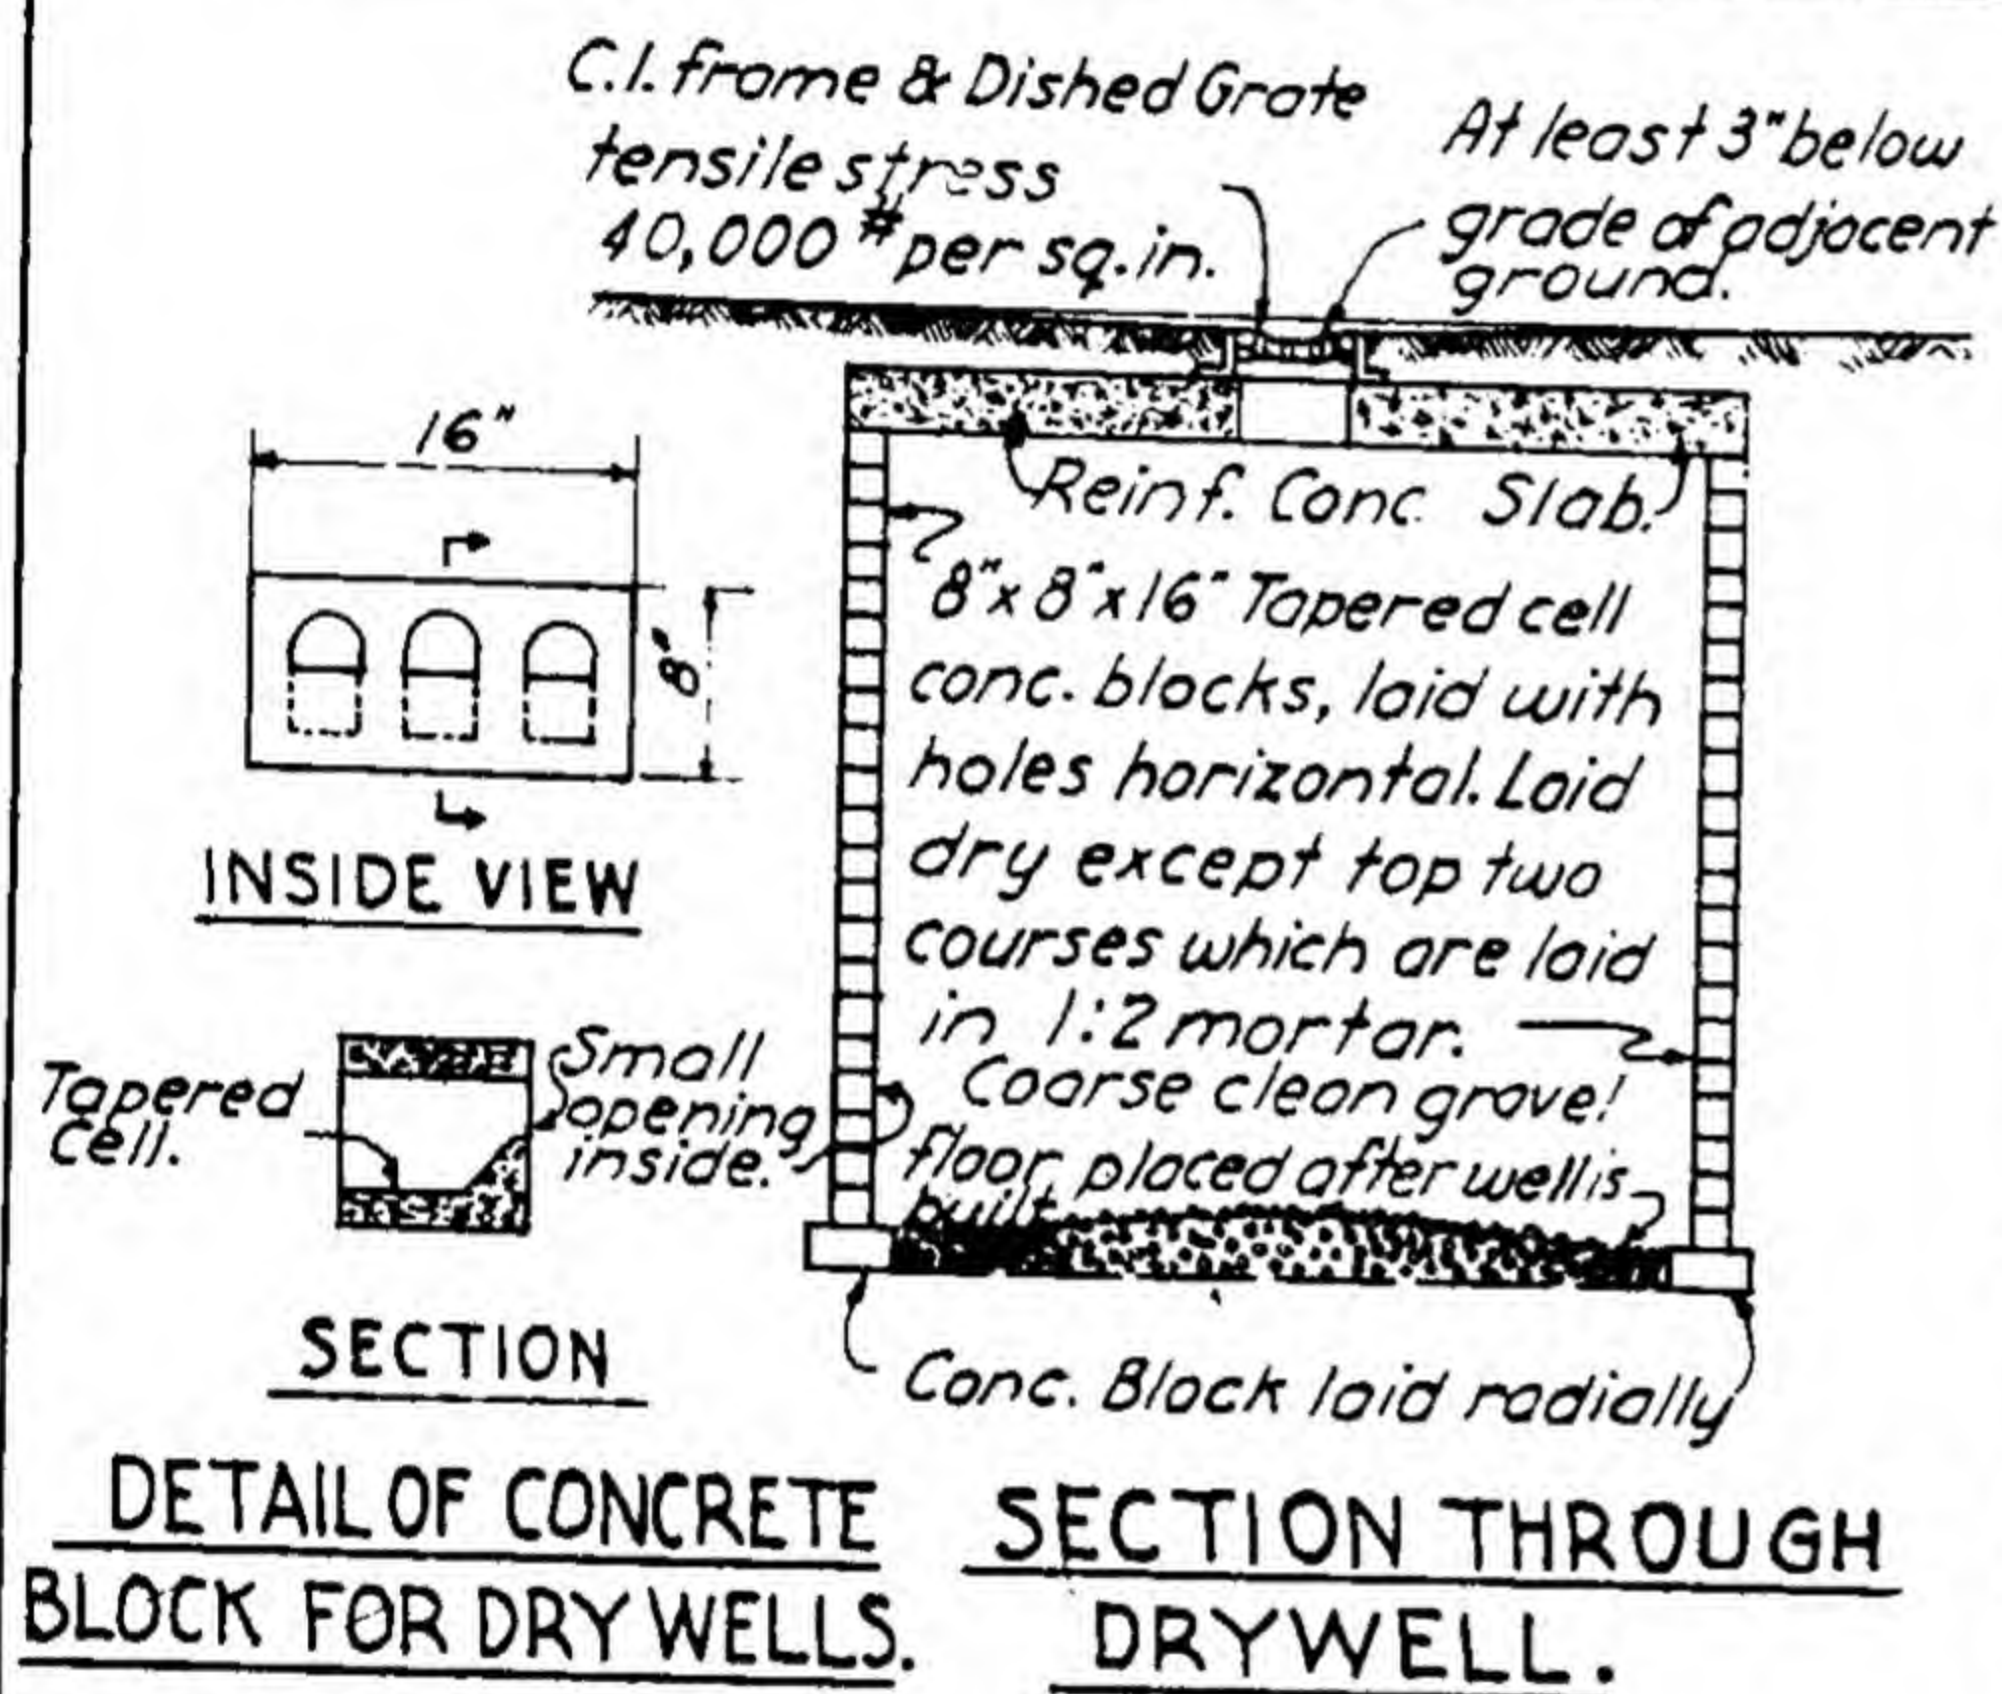 C.I. frame & Dished Grate
tensile stress
40,000 # per sq. in.
At least 3" below
grade of adjacent
ground.
16"
8"
INSIDE VIEW
Reinf. Conc. Slab.
8" x 8" x 16" Tapered cell
conc. blocks, laid with
holes horizontal. Laid
dry except top two
courses which are laid
in 1:2 mortar.
Coarse clean gravel
floor, placed after well is
built.
Tapered
cell.
Small
opening
inside.
SECTION
Conc. Block laid radially
DETAIL OF CONCRETE
BLOCK FOR DRY WELLS.
SECTION THROUGH
DRYWELL.